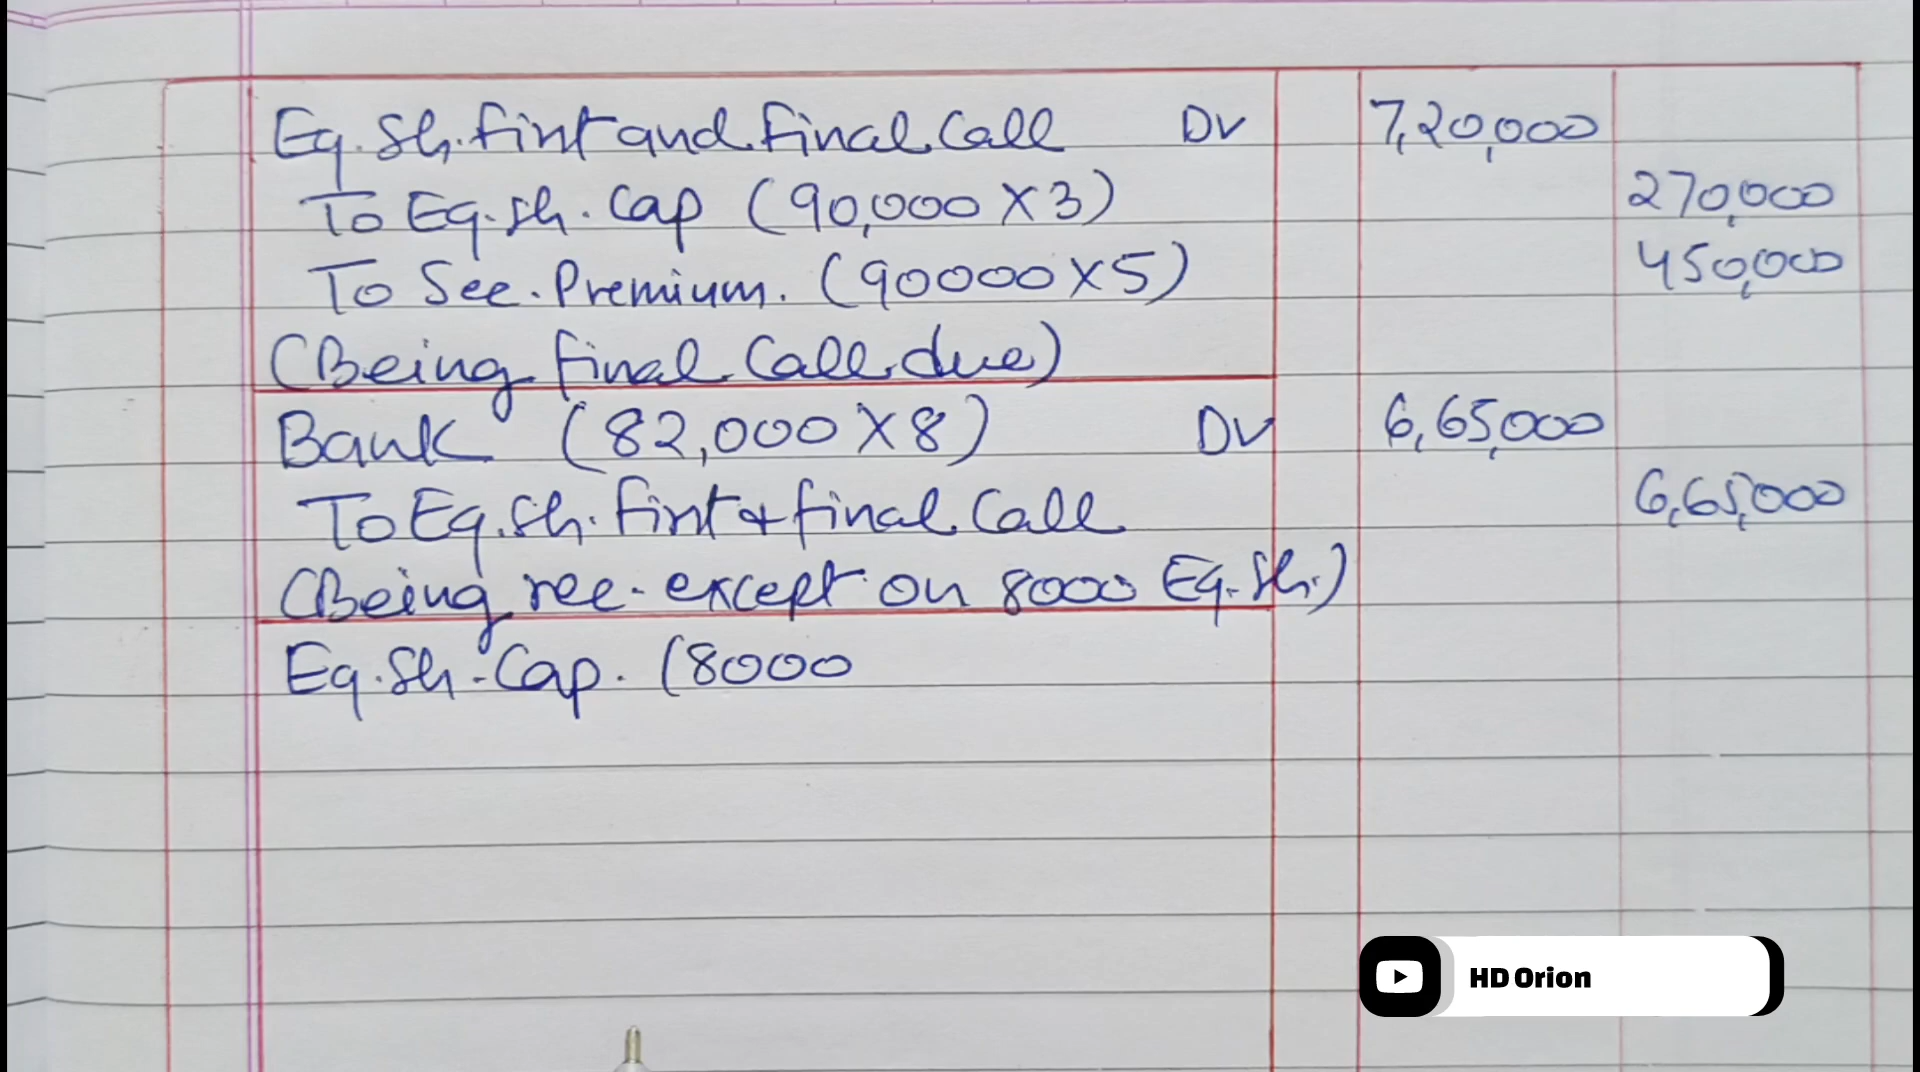 Eq.Sh.first and final Call Dr 7,20,000
To Eq.sh.Cap (90,000 X 3) 270,000
To Sec.Premium. (90000 X 5) 450,000
(Being final Call due)
Bank (82,000 X 8) Dr 6,65,000
To Eq.Sh.first & final Call 6,65,000
(Being rec. except on 8000 Eq.Sh.)
Eq.Sh.Cap. (8000
HD Orion